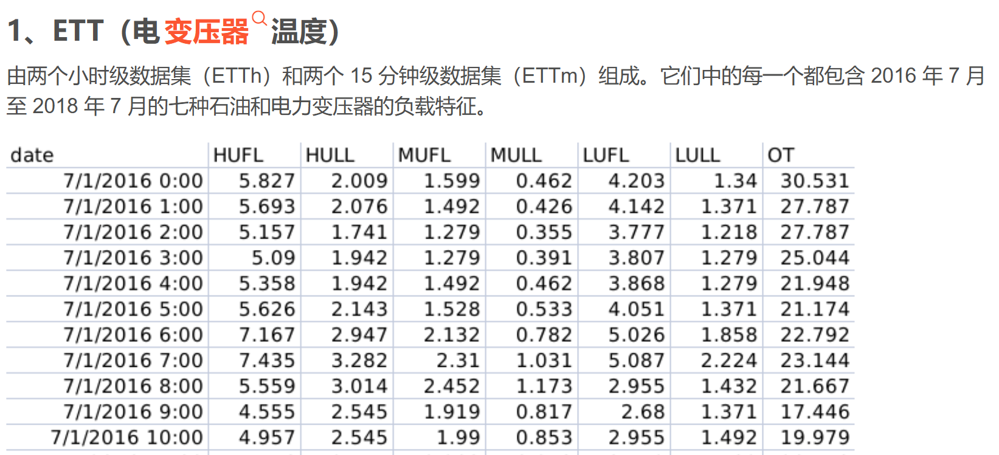 1、ETT（电变压器温度）
由两个小时级数据集（ETTh）和两个 15 分钟级数据集（ETTm）组成。它们中的每一个都包含 2016 年 7 月
至 2018 年 7 月的七种石油和电力变压器的负载特征。
date HUFL HULL MUFL MULL LUFL LULL OT
7/1/2016 0:00 5.827 2.009 1.599 0.462 4.203 1.34 30.531
7/1/2016 1:00 5.693 2.076 1.492 0.426 4.142 1.371 27.787
7/1/2016 2:00 5.157 1.741 1.279 0.355 3.777 1.218 27.787
7/1/2016 3:00 5.09 1.942 1.279 0.391 3.807 1.279 25.044
7/1/2016 4:00 5.358 1.942 1.492 0.462 3.868 1.279 21.948
7/1/2016 5:00 5.626 2.143 1.528 0.533 4.051 1.371 21.174
7/1/2016 6:00 7.167 2.947 2.132 0.782 5.026 1.858 22.792
7/1/2016 7:00 7.435 3.282 2.31 1.031 5.087 2.224 23.144
7/1/2016 8:00 5.559 3.014 2.452 1.173 2.955 1.432 21.667
7/1/2016 9:00 4.555 2.545 1.919 0.817 2.68 1.371 17.446
7/1/2016 10:00 4.957 2.545 1.99 0.853 2.955 1.492 19.979